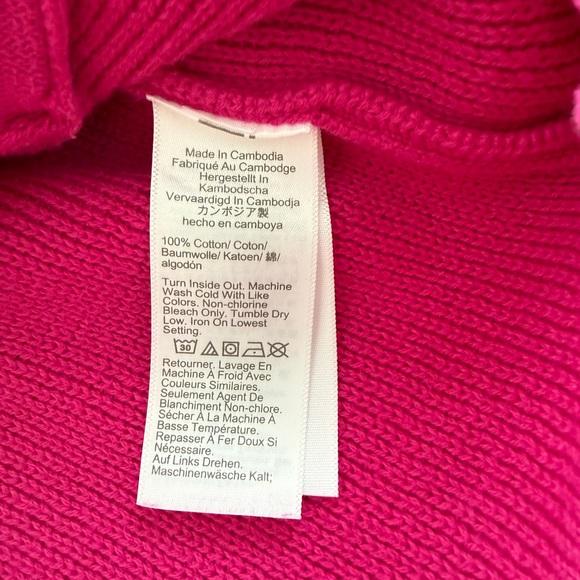 Made In Cambodia
Fabriqué Au Cambodge
Hergestellt In
Kambodscha
Vervaardigd In Cambodja
カンボジア製
hecho en camboya
100% Cotton/ Coton/
Baumwolle/ Katoen/ 綿/
algodón
Turn Inside Out. Machine
Wash Cold With Like
Colors. Non-chlorine
Bleach Only. Tumble Dry
Low. Iron On Lowest
Setting.
30
Retourner. Lavage En
Machine À Froid Avec
Couleurs Similaires.
Seulement Agent De
Blanchiment Non-chlore.
Sécher À La Machine À
Basse Température.
Repasser À Fer Doux Si
Nécessaire.
Auf Links Drehen.
Maschinenwäsche Kalt;